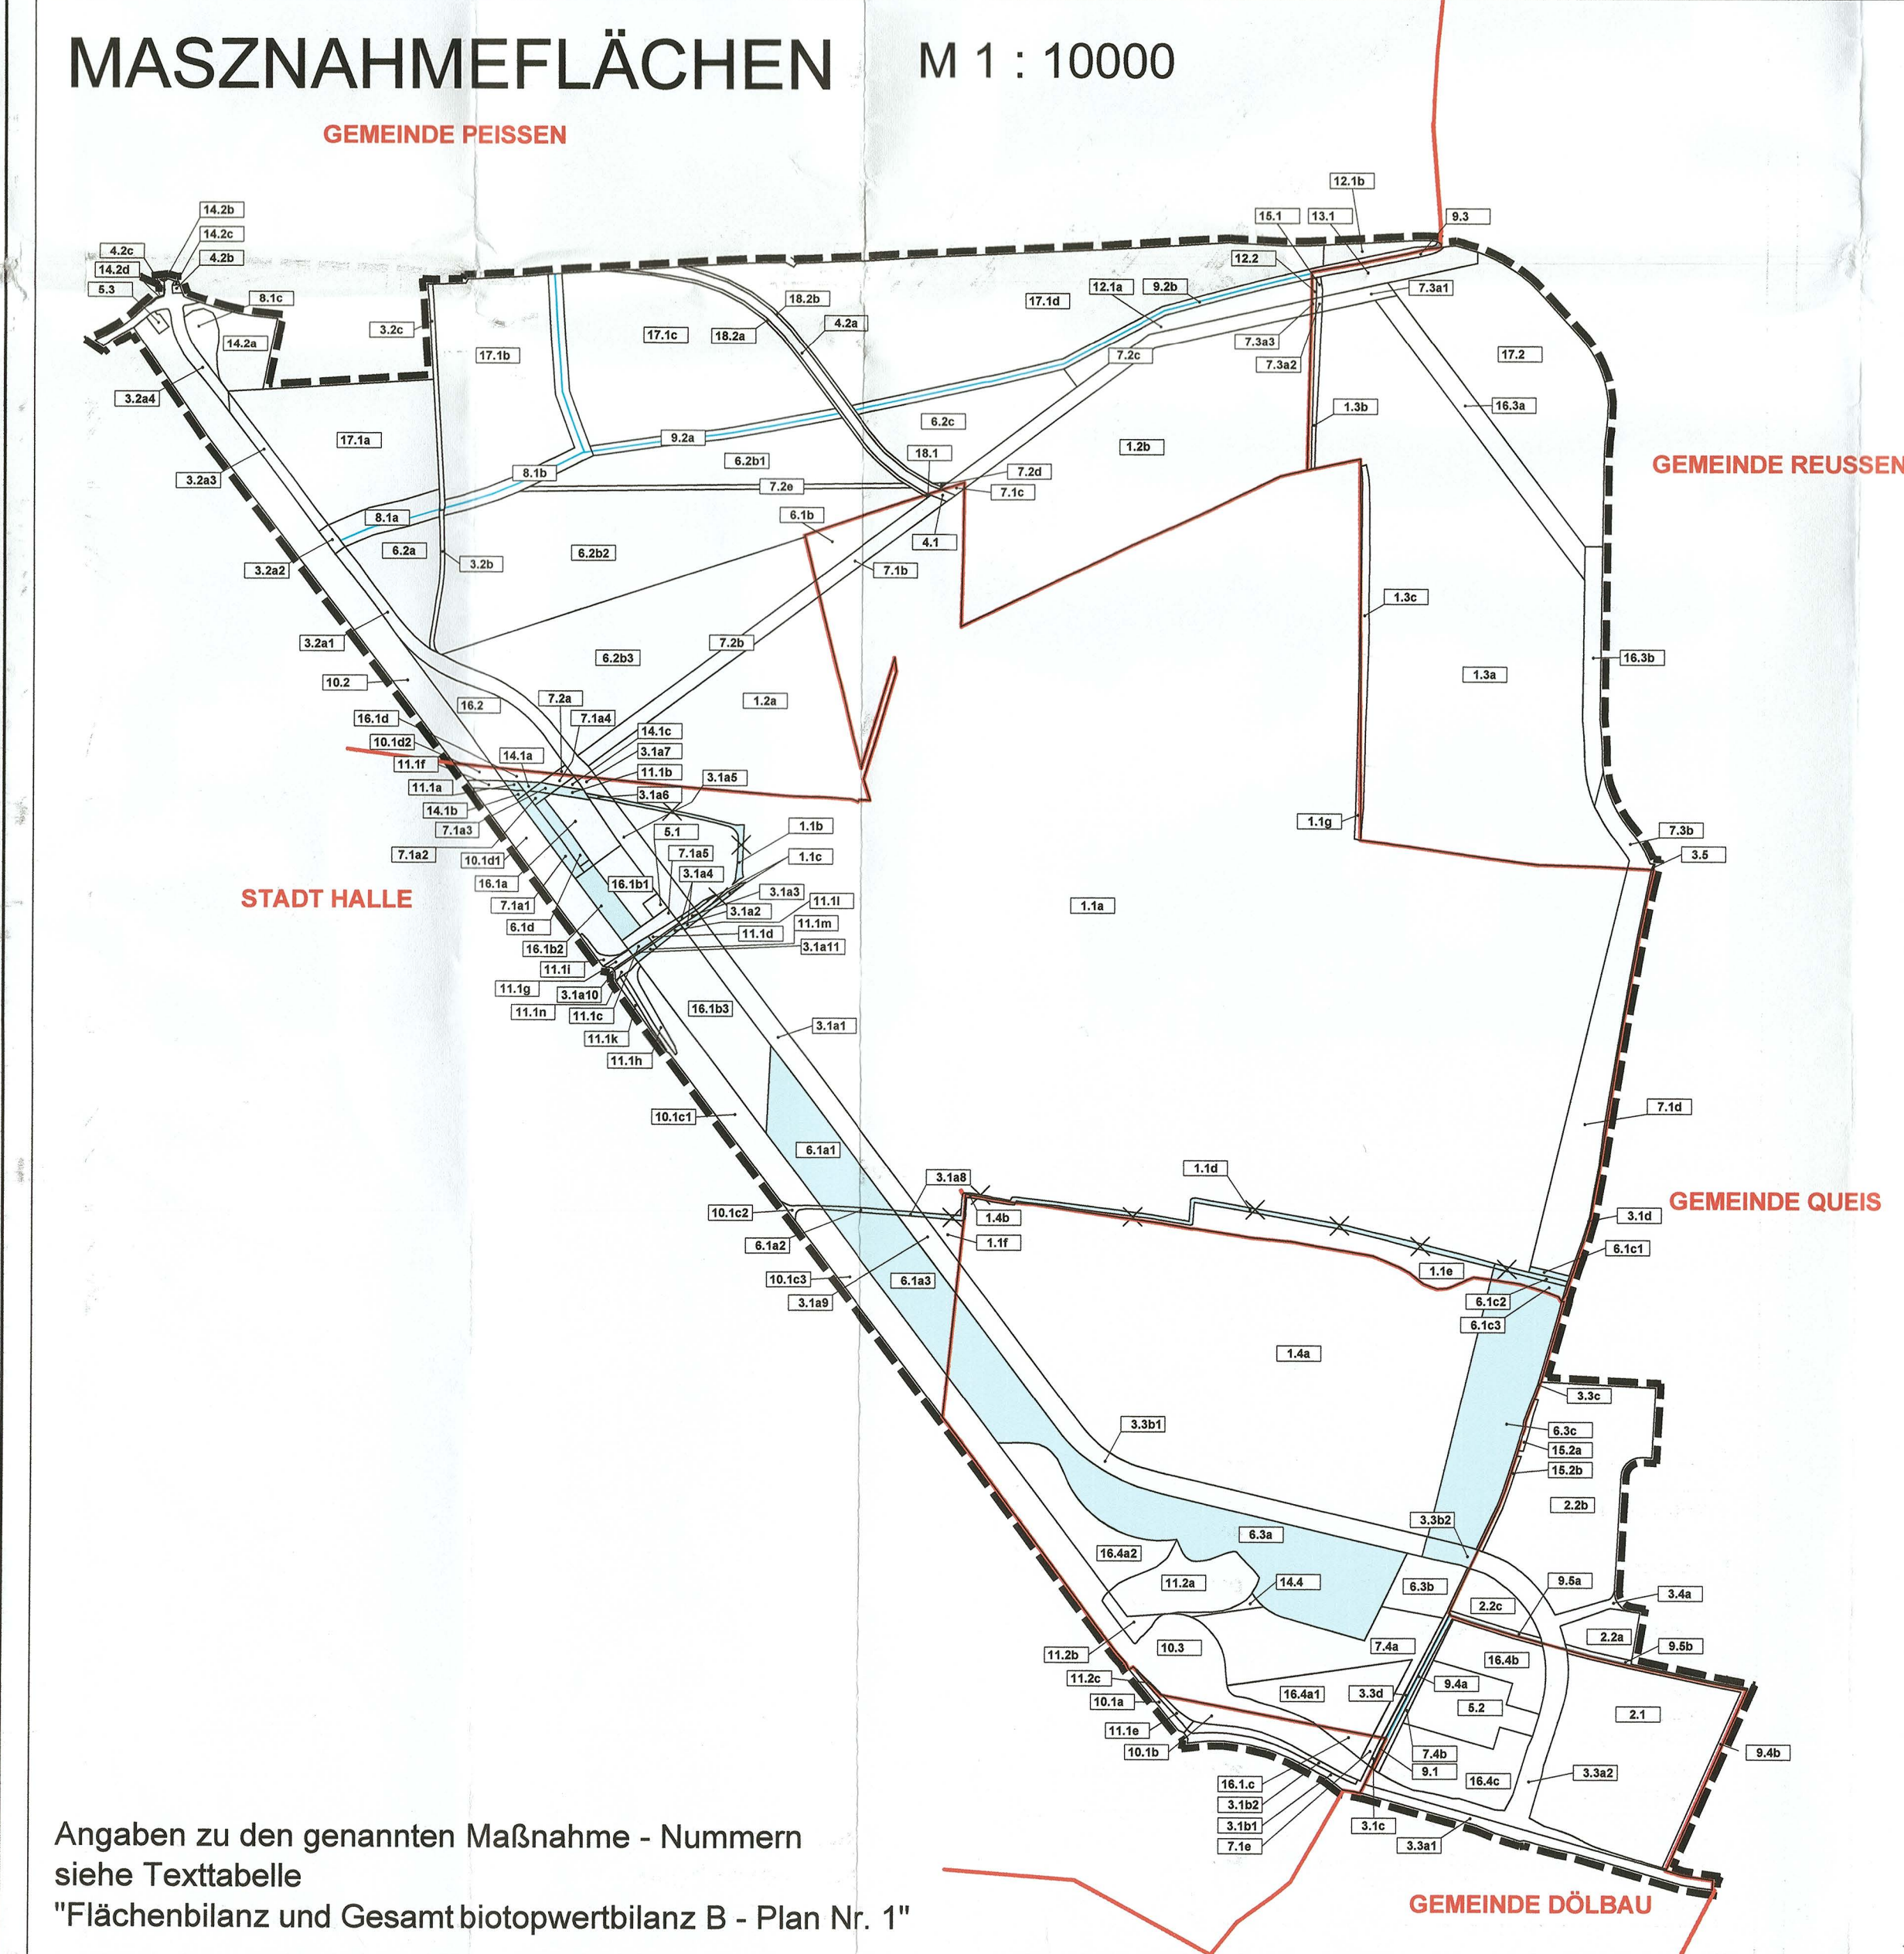 MASZNAHMEFLÄCHEN M 1 : 10000
GEMEINDE PEISSEN
12.1b
14.2b
15.1 13.1 9.3
14.2c
4.2c 4.2b
12.2
14.2d
5.3
8.1c
18.2b
17.1d
12.1a 9.2b
7.3a1
3.2c
4.2a
14.2a
17.1b
17.1c
18.2a
7.3a3
7.2c
7.3a2
17.2
3.2a4
1.3b
16.3a
6.2c
17.1a
9.2a
1.2b
18.1
GEMEINDE REUSSEN
3.2a3
8.1b
6.2b1
7.2d
7.2e
7.1c
8.1a
6.1b
6.2a
6.2b2
4.1
3.2b
3.2a2
7.1b
1.3c
3.2a1
7.2b
6.2b3
16.3b
1.3a
10.2
16.2
7.2a
1.2a
16.1d
7.1a4
14.1c
10.1d2
14.1a
3.1a7
11.1f
11.1b 3.1a5
11.1a
3.1a6
14.1b
7.1a3
5.1
1.1b
1.1g
7.3b
7.1a2
10.1d1
7.1a5
1.1c
3.5
16.1a
16.1b1
3.1a4
STADT HALLE
7.1a1
3.1a3
11.1l
3.1a2
1.1a
6.1d
11.1m
11.1d
16.1b2
3.1a11
11.1i
11.1g
3.1a10
16.1b3
11.1n
11.1c
3.1a1
11.1k
11.1h
10.1c1
7.1d
6.1a1
1.1d
3.1a8
GEMEINDE QUEIS
10.1c2
1.4b
3.1d
6.1a2
1.1f
6.1c1
10.1c3
6.1a3
1.1e
3.1a9
6.1c2
6.1c3
1.4a
3.3c
3.3b1
6.3c
15.2a
15.2b
2.2b
3.3b2
6.3a
16.4a2
11.2a
14.4
6.3b
9.5a
3.4a
2.2c
2.2a
11.2b
10.3
7.4a
9.5b
16.4b
11.2c
16.4a1
3.3d
9.4a
10.1a
5.2
2.1
11.1e
10.1b
7.4b
9.4b
9.1
16.1.c
16.4c
3.3a2
3.1b2
3.1b1
3.1c
7.1e
3.3a1
Angaben zu den genannten Maßnahme - Nummern
siehe Texttabelle
"Flächenbilanz und Gesamtbiotopwertbilanz B - Plan Nr. 1"
GEMEINDE DÖLBAU